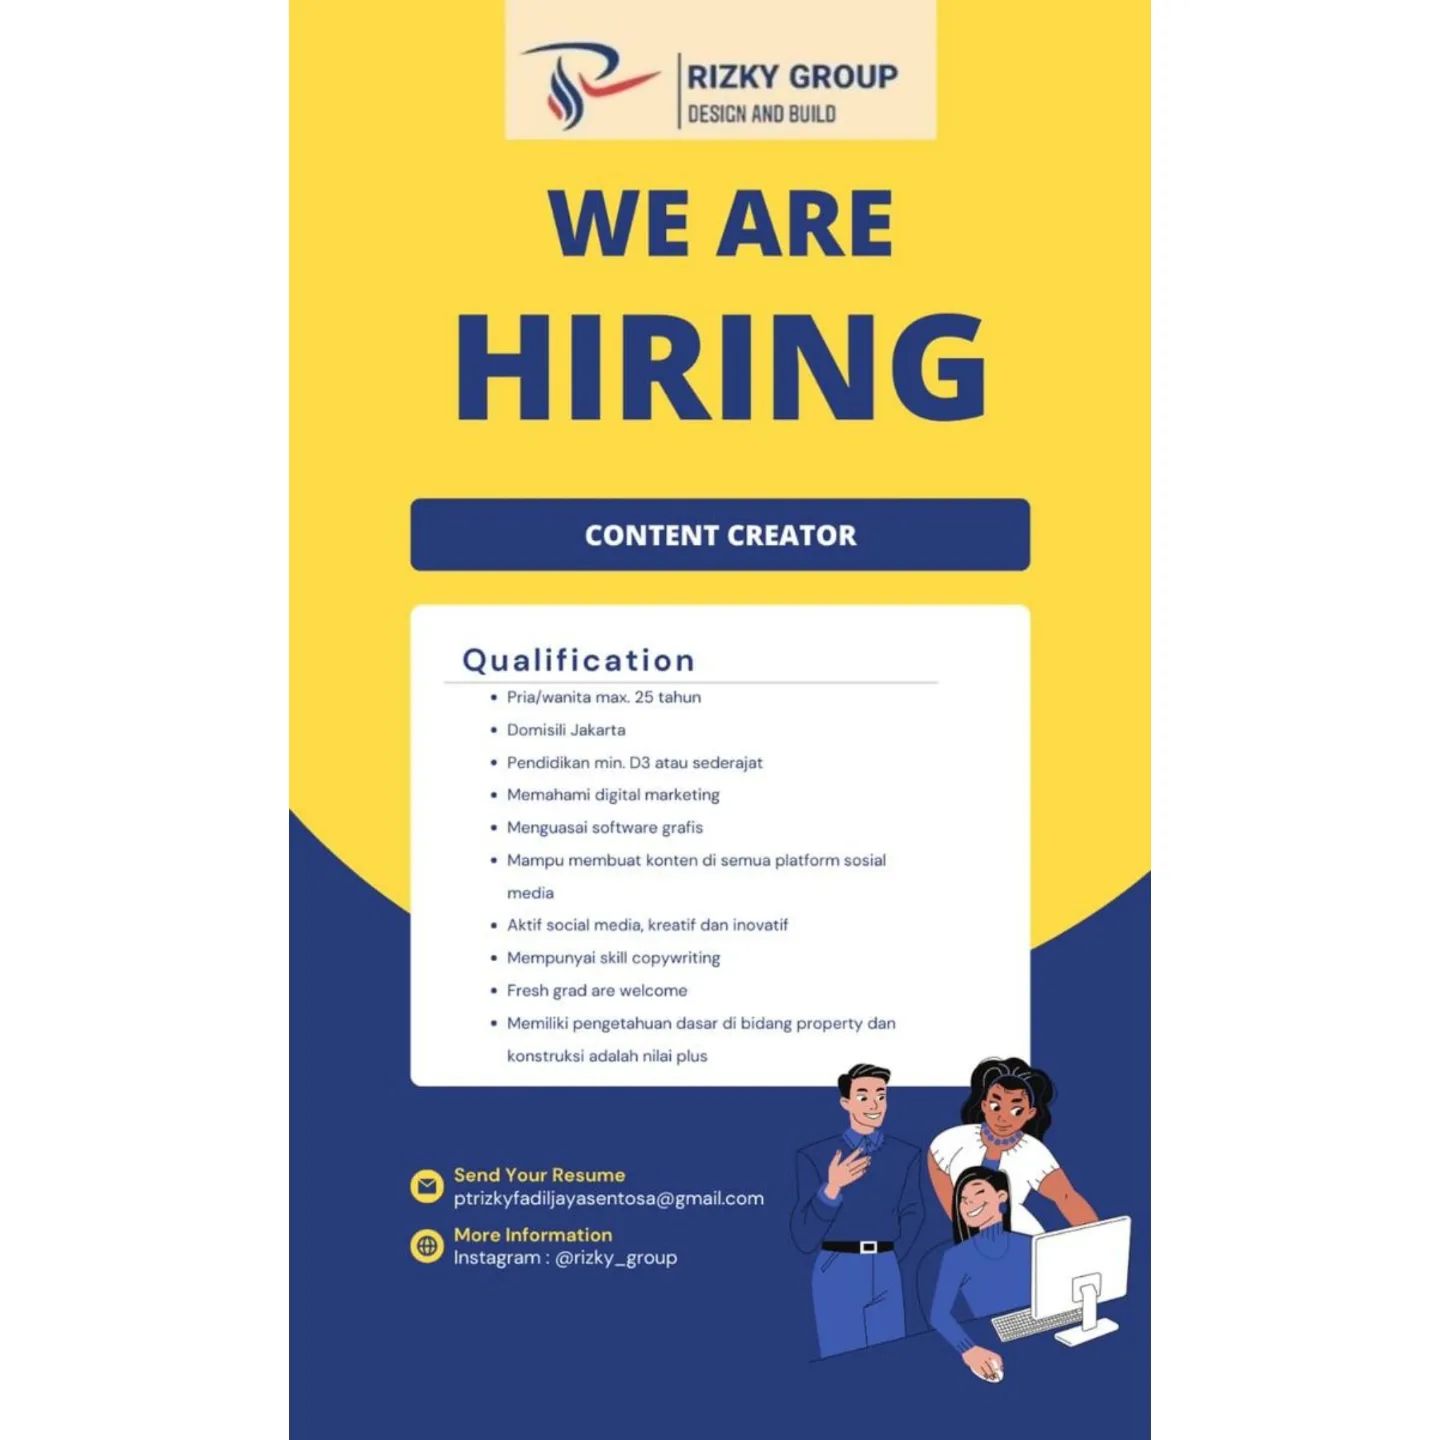 RIZKY GROUP
DESIGN AND BUILD
WE ARE
HIRING
CONTENT CREATOR
Qualification
• Pria/wanita max. 25 tahun
• Domisili Jakarta
• Pendidikan min. D3 atau sederajat
• Memahami digital marketing
• Menguasai software grafis
• Mampu membuat konten di semua platform sosial
media
• Aktif social media, kreatif dan inovatif
• Mempunyai skill copywriting
• Fresh grad are welcome
• Memiliki pengetahuan dasar di bidang property dan
konstruksi adalah nilai plus
Send Your Resume
ptrizkyfadiljayasentosa@gmail.com
More Information
Instagram : @rizky_group